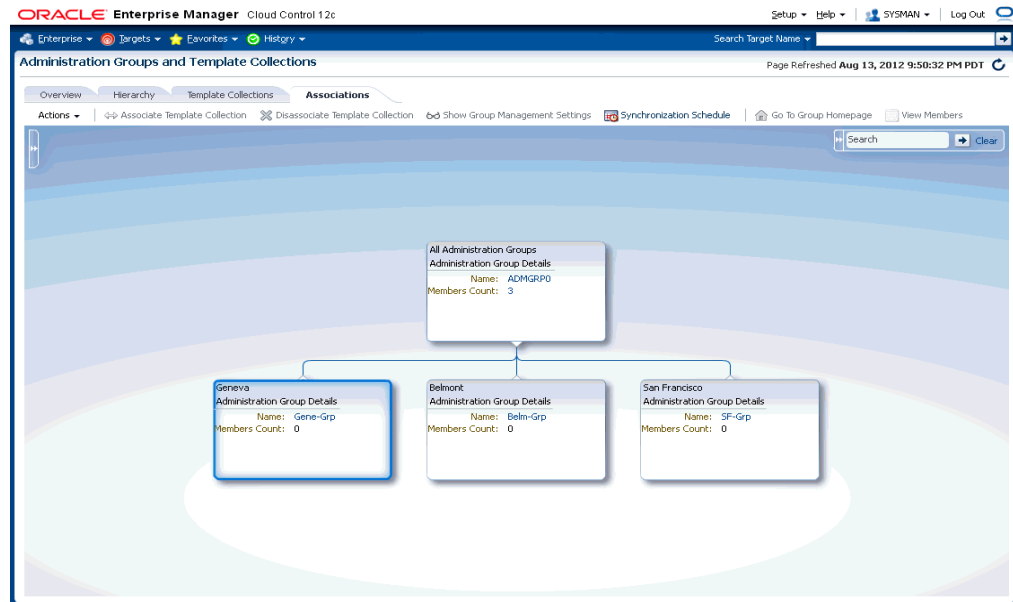 ORACLE Enterprise Manager Cloud Control 12c
Setup Help SYSMAN Log Out
Enterprise Targets Favorites History Search Target Name
Administration Groups and Template Collections
Page Refreshed Aug 13, 2012 9:50:32 PM PDT
Overview Hierarchy Template Collections Associations
Actions Associate Template Collection Disassociate Template Collection Show Group Management Settings Synchronization Schedule Go To Group Homepage View Members
Search Clear
All Administration Groups
Administration Group Details
Name: ADMGRP0
Members Count: 3
Geneva
Administration Group Details
Name: Gene-Grp
Members Count: 0
Belmont
Administration Group Details
Name: Belm-Grp
Members Count: 0
San Francisco
Administration Group Details
Name: SF-Grp
Members Count: 0